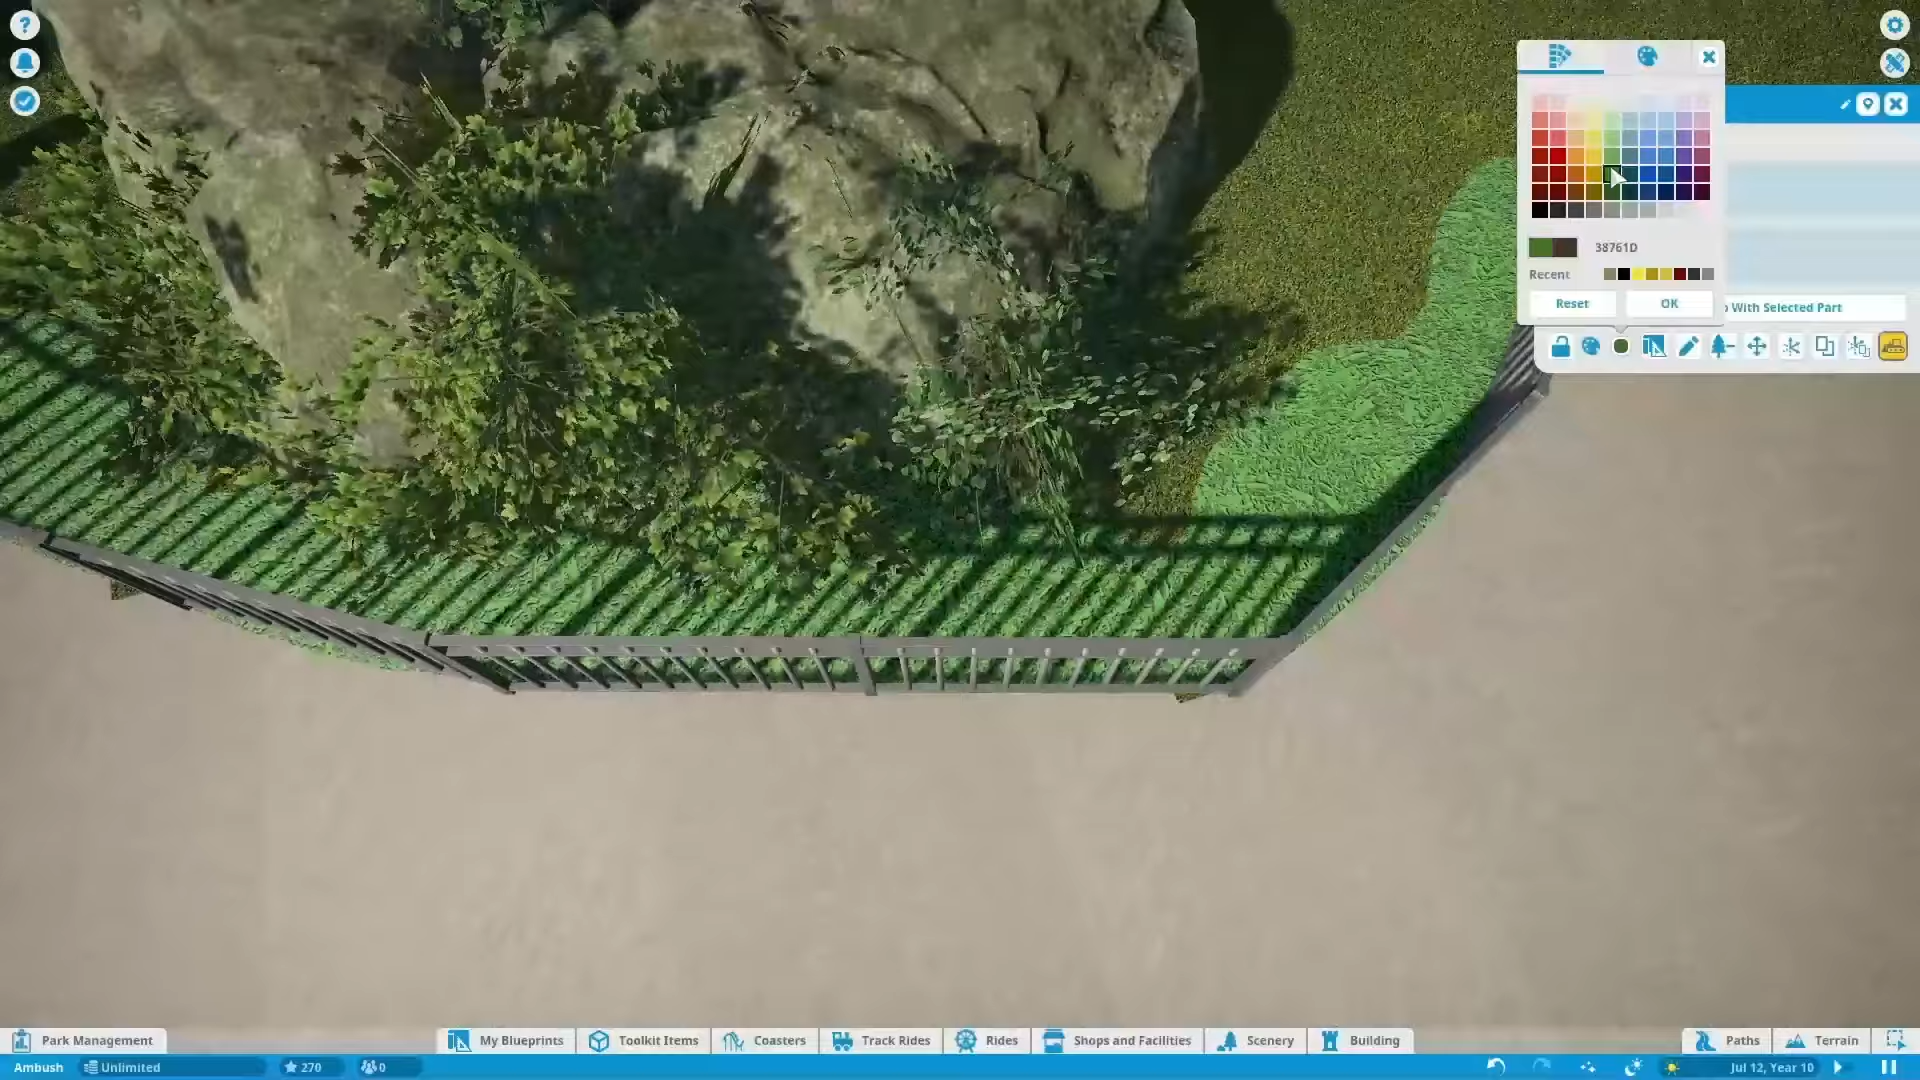 38761D
Recent
Reset OK
With Selected Part
Park Management
My Blueprints Toolkit Items Coasters Track Rides Rides Shops and Facilities Scenery Building
Paths Terrain
Ambush Unlimited 270 0
Jul 12, Year 10